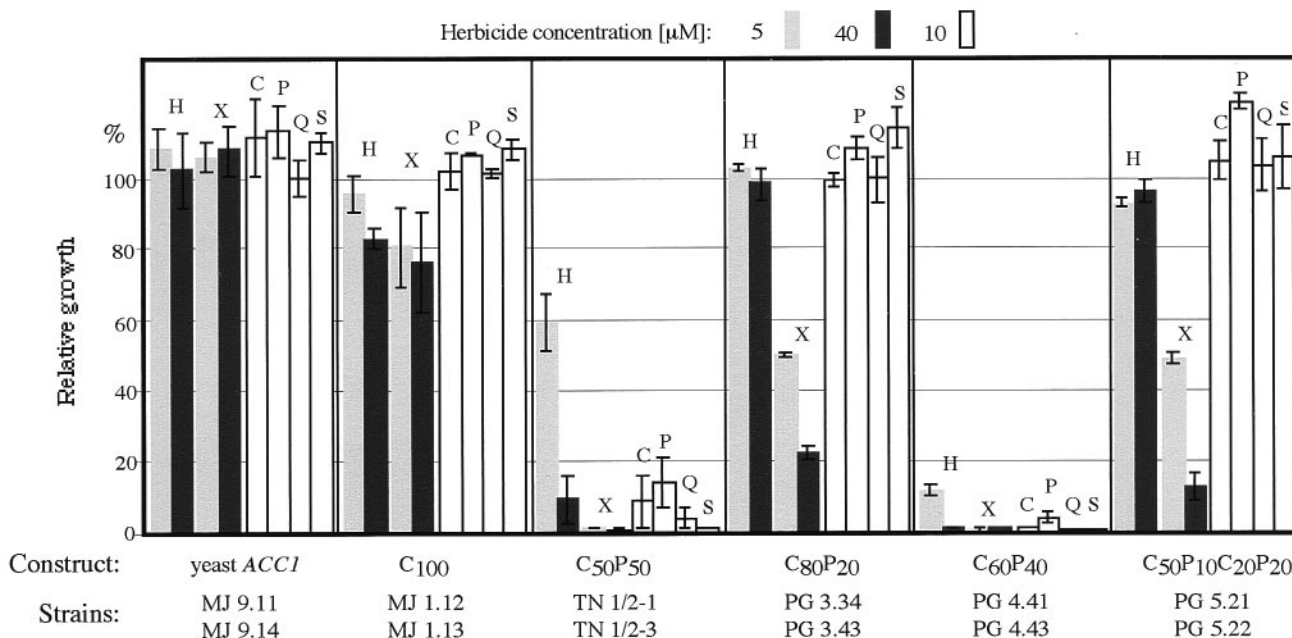 Herbicide concentration [µM]: 5 40 10
%
100
80
60
40
20
0
Relative growth
H X C P Q S
H X C P Q S
H X C P Q S
H X C P Q S
H X C P Q S
H X C P Q S
Construct: yeast ACC1 C100 C50P50 C80P20 C60P40 C50P10C20P20
Strains: MJ 9.11 MJ 1.12 TN 1/2-1 PG 3.34 PG 4.41 PG 5.21
MJ 9.14 MJ 1.13 TN 1/2-3 PG 3.43 PG 4.43 PG 5.22